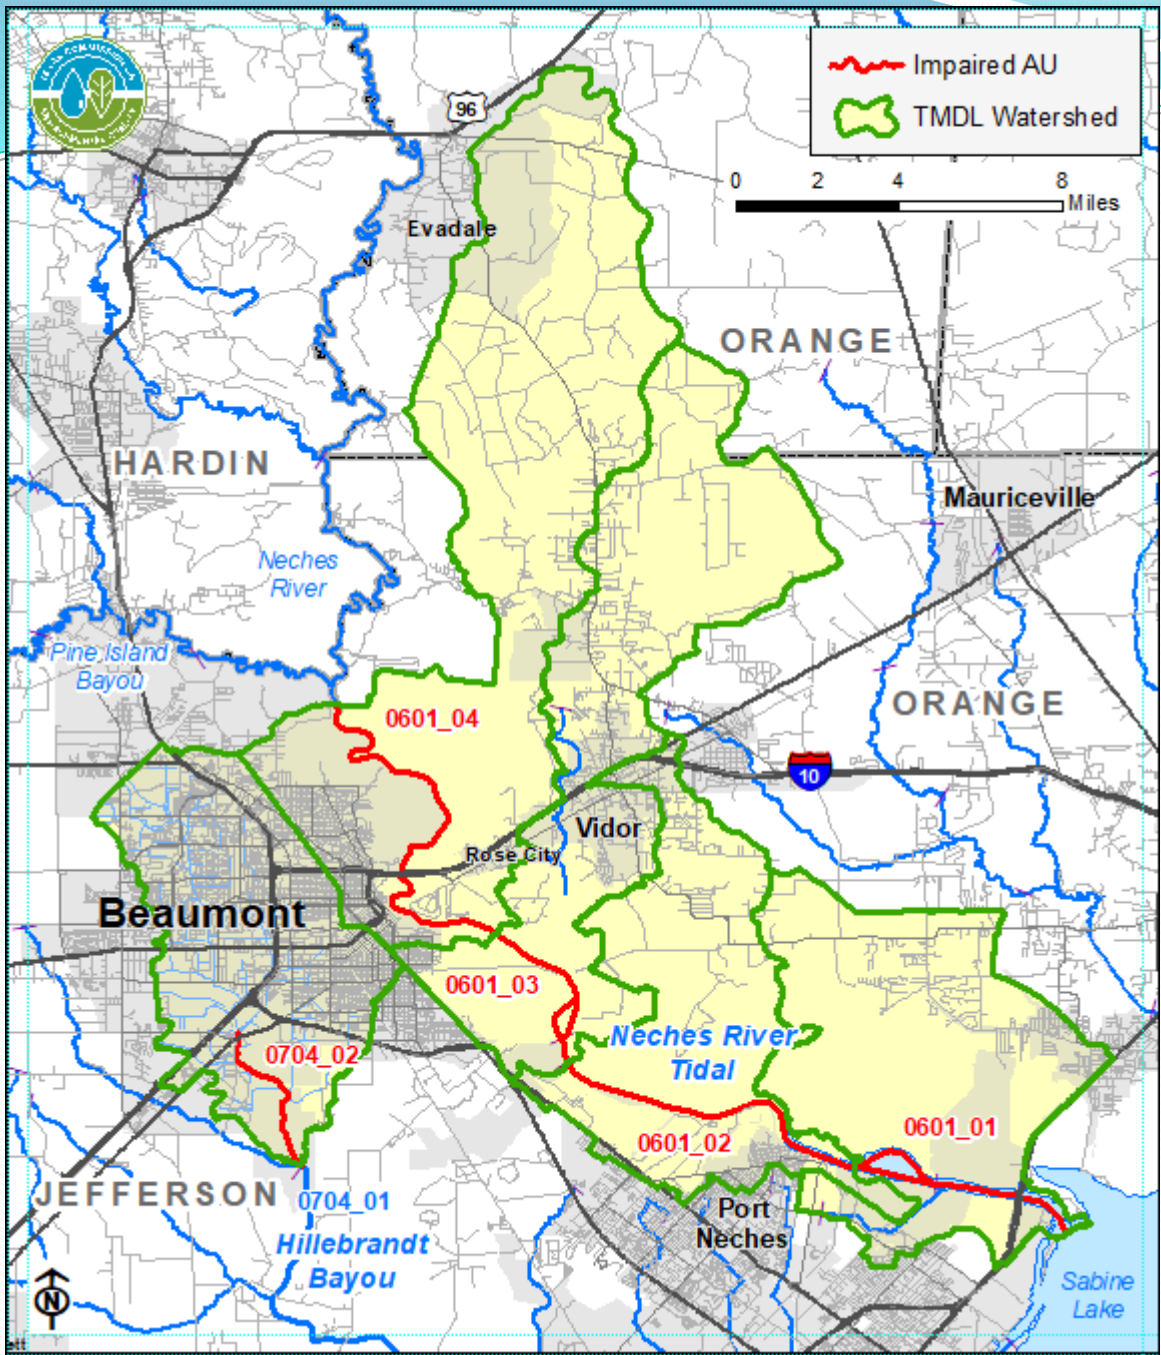 Impaired AU
TMDL Watershed
0 2 4 8
Miles
96
Evadale
ORANGE
HARDIN
Mauriceville
Neches
River
Pine Island
Bayou
0601_04
ORANGE
10
Vidor
Rose City
Beaumont
0601_03
Neches River
Tidal
0704_02
0601_01
0601_02
JEFFERSON
0704_01
Port
Neches
Hillebrandt
Bayou
Sabine
Lake
N
ett